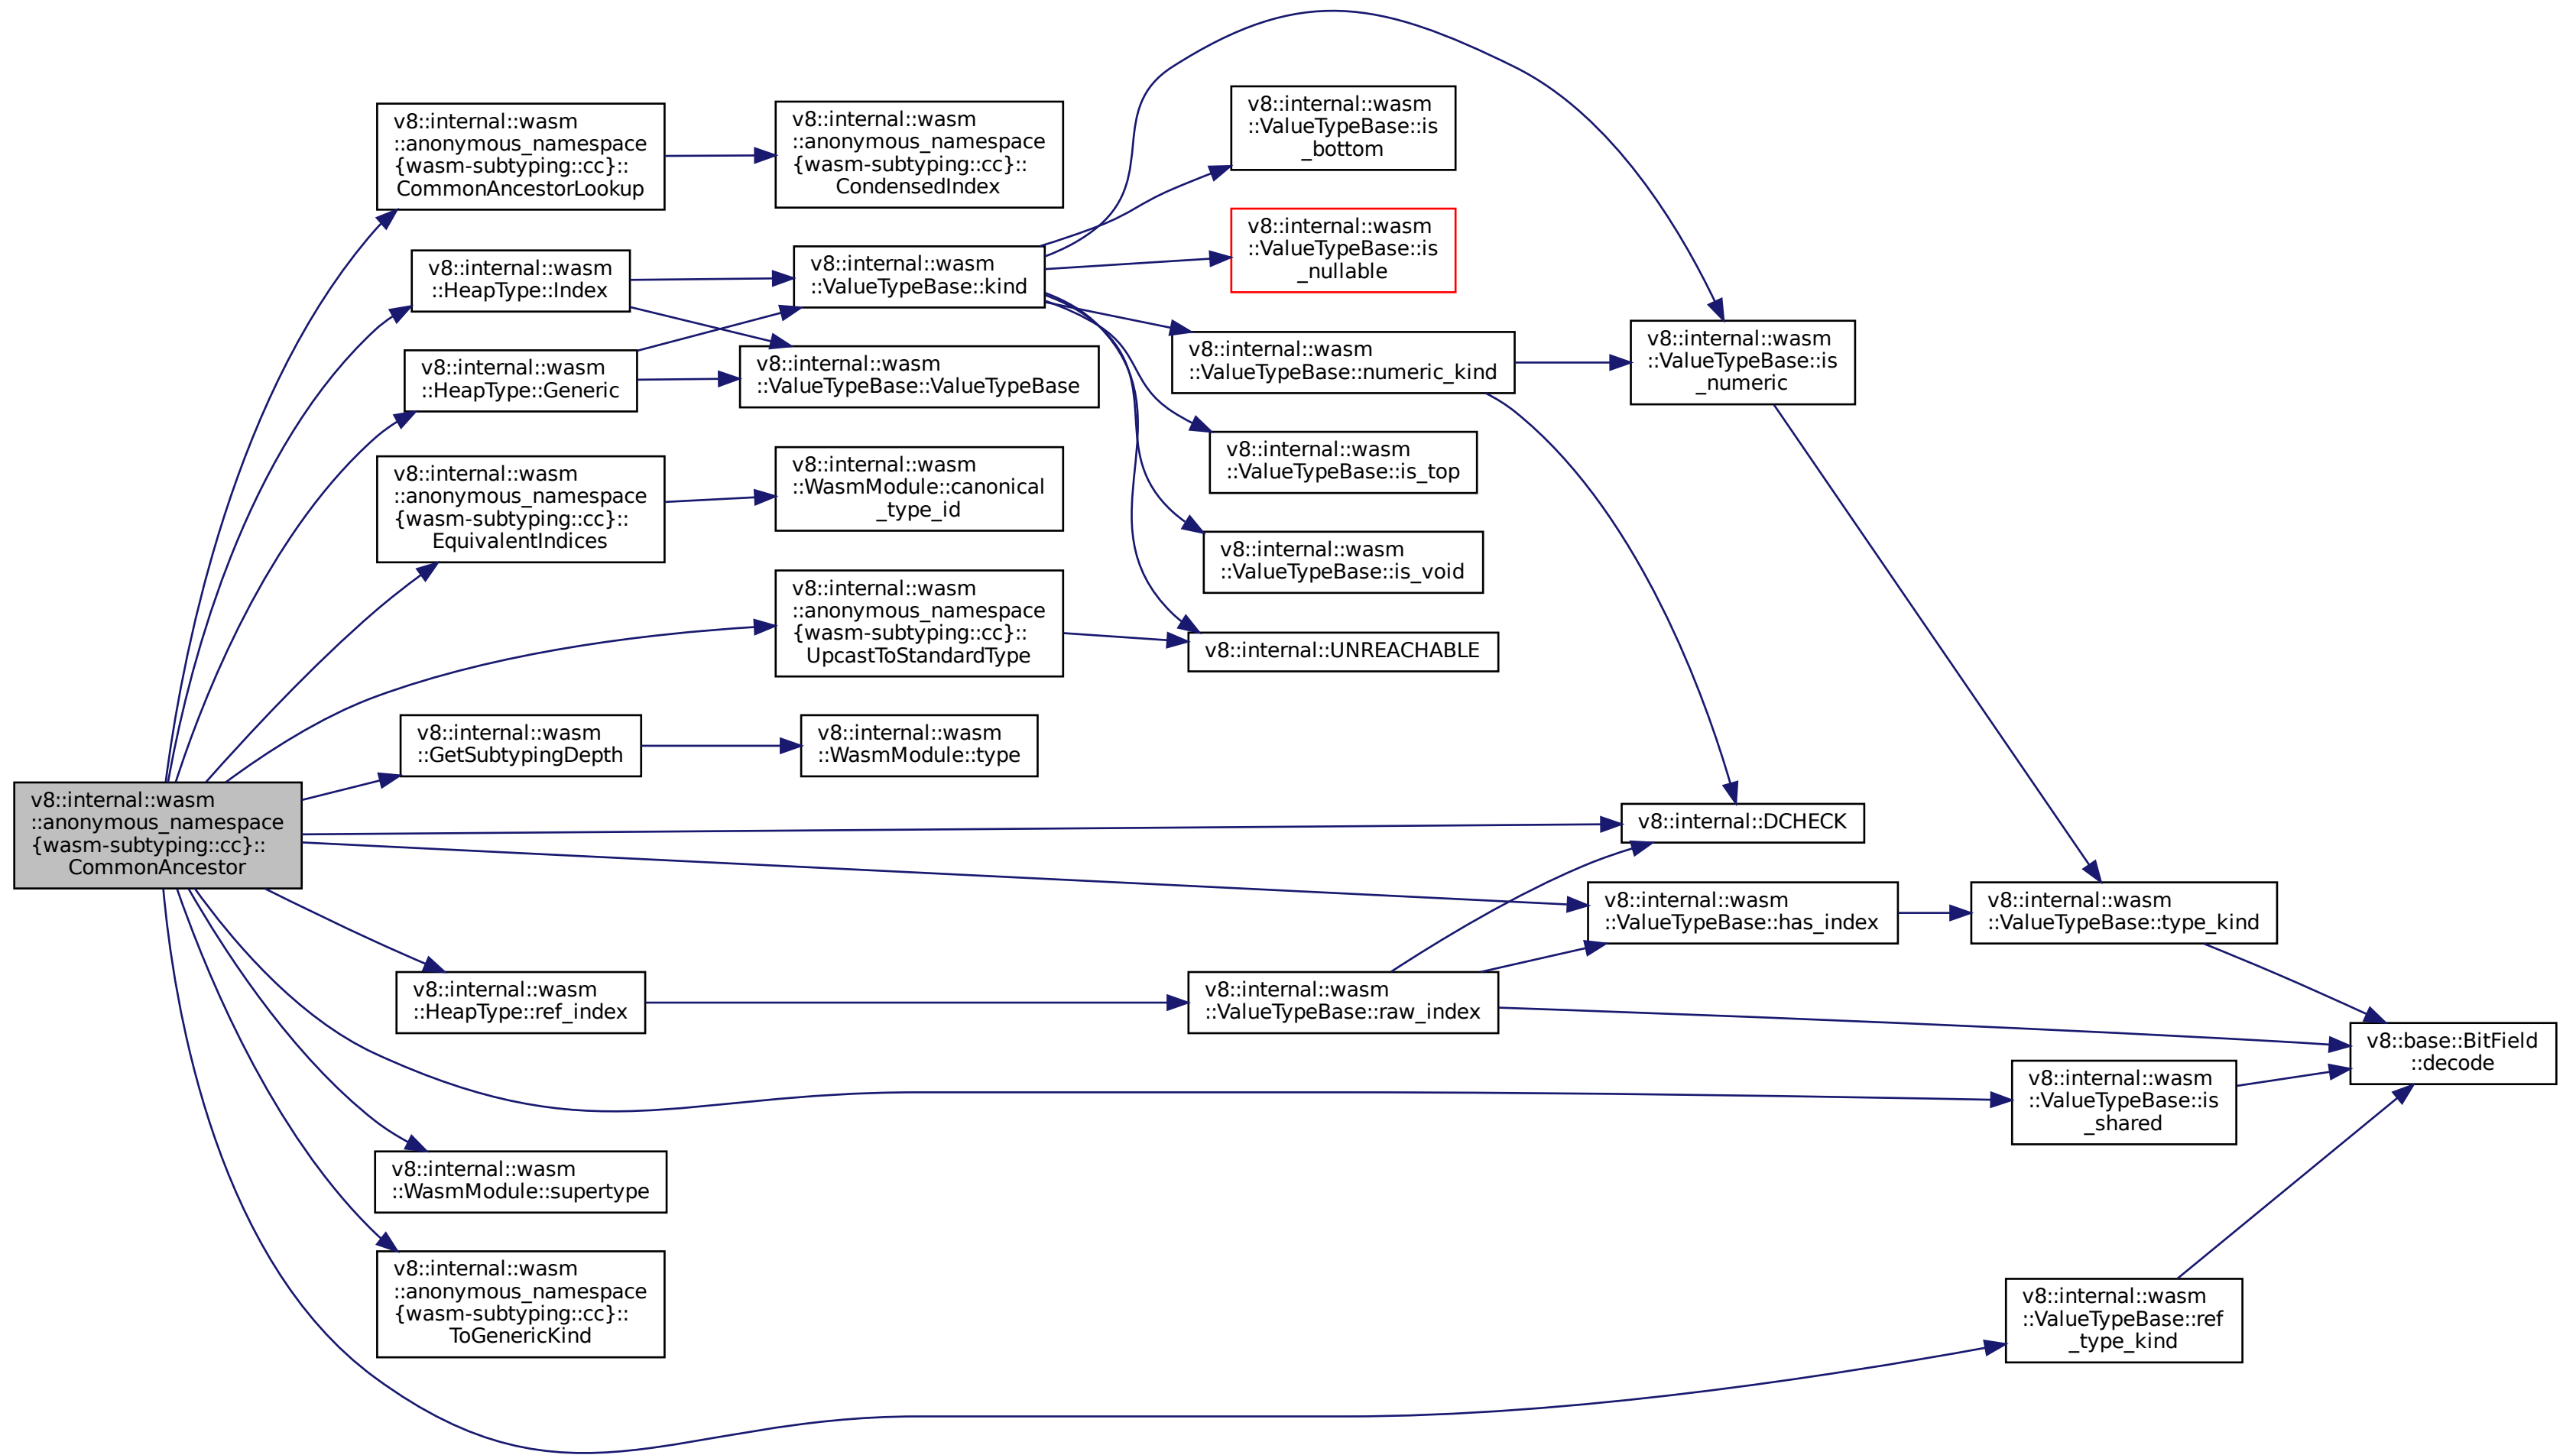 v8::internal::wasm
::anonymous_namespace
{wasm-subtyping::cc}::
CommonAncestor
v8::internal::wasm
::anonymous_namespace
{wasm-subtyping::cc}::
CommonAncestorLookup
v8::internal::wasm
::anonymous_namespace
{wasm-subtyping::cc}::
CondensedIndex
v8::internal::wasm
::HeapType::Index
v8::internal::wasm
::ValueTypeBase::kind
v8::internal::wasm
::ValueTypeBase::is
_bottom
v8::internal::wasm
::ValueTypeBase::is
_nullable
v8::internal::wasm
::ValueTypeBase::numeric_kind
v8::internal::wasm
::ValueTypeBase::is
_numeric
v8::internal::wasm
::HeapType::Generic
v8::internal::wasm
::ValueTypeBase::ValueTypeBase
v8::internal::wasm
::ValueTypeBase::is_top
v8::internal::wasm
::anonymous_namespace
{wasm-subtyping::cc}::
EquivalentIndices
v8::internal::wasm
::WasmModule::canonical
_type_id
v8::internal::wasm
::ValueTypeBase::is_void
v8::internal::wasm
::anonymous_namespace
{wasm-subtyping::cc}::
UpcastToStandardType
v8::internal::UNREACHABLE
v8::internal::wasm
::GetSubtypingDepth
v8::internal::wasm
::WasmModule::type
v8::internal::DCHECK
v8::internal::wasm
::ValueTypeBase::has_index
v8::internal::wasm
::ValueTypeBase::type_kind
v8::internal::wasm
::HeapType::ref_index
v8::internal::wasm
::ValueTypeBase::raw_index
v8::base::BitField
::decode
v8::internal::wasm
::ValueTypeBase::is
_shared
v8::internal::wasm
::WasmModule::supertype
v8::internal::wasm
::anonymous_namespace
{wasm-subtyping::cc}::
ToGenericKind
v8::internal::wasm
::ValueTypeBase::ref
_type_kind